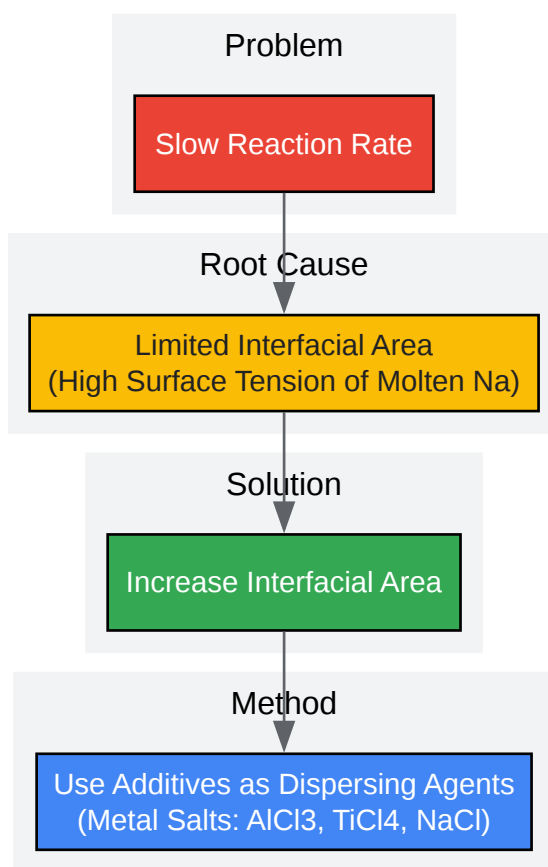 Problem
Slow Reaction Rate
Root Cause
Limited Interfacial Area
(High Surface Tension of Molten Na)
Solution
Increase Interfacial Area
Method
Use Additives as Dispersing Agents
(Metal Salts: AlCl3, TiCl4, NaCl)